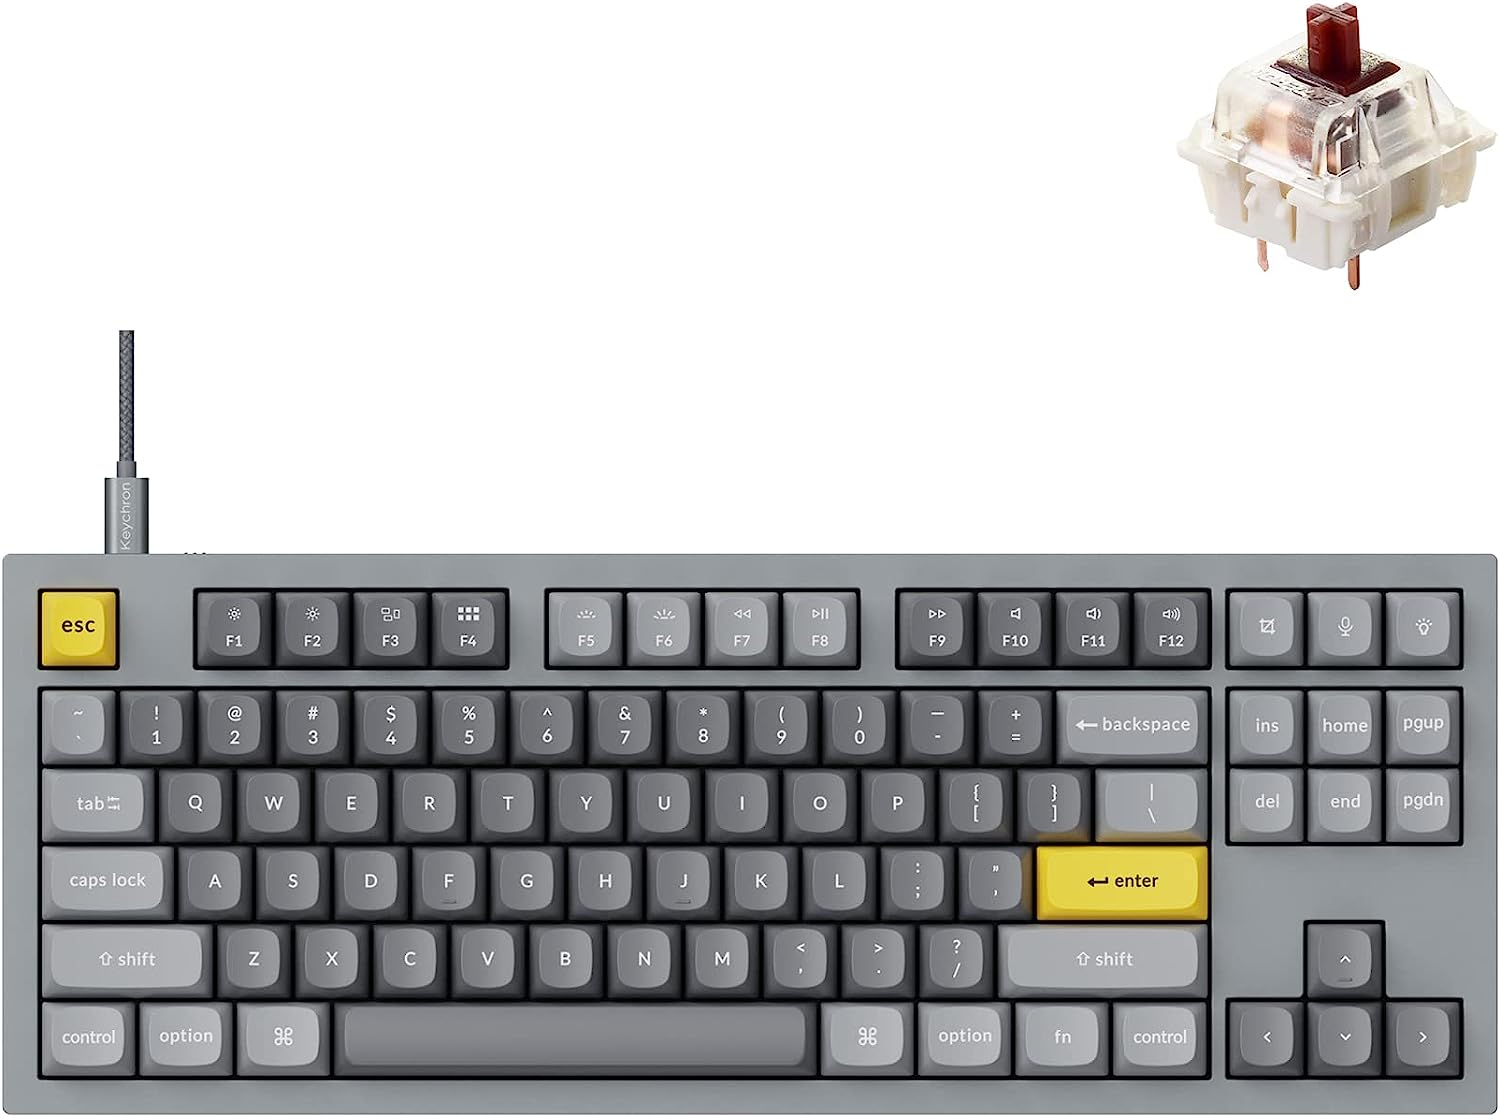 Keychron
esc
F1
F2
F3
F4
F5
F6
F7
F8
F9
F10
F11
F12
~
`
!
1
@
2
#
3
$
4
%
5
^
6
&
7
*
8
(
9
)
0
—
-
+
=
backspace
ins
home
pgup
tab
Q
W
E
R
T
Y
U
I
O
P
{
[
}
]
|
\
del
end
pgdn
caps lock
A
S
D
F
G
H
J
K
L
:
;
"
'
enter
shift
Z
X
C
V
B
N
M
<
,
>
.
?
/
shift
control
option
⌘
⌘
option
fn
control